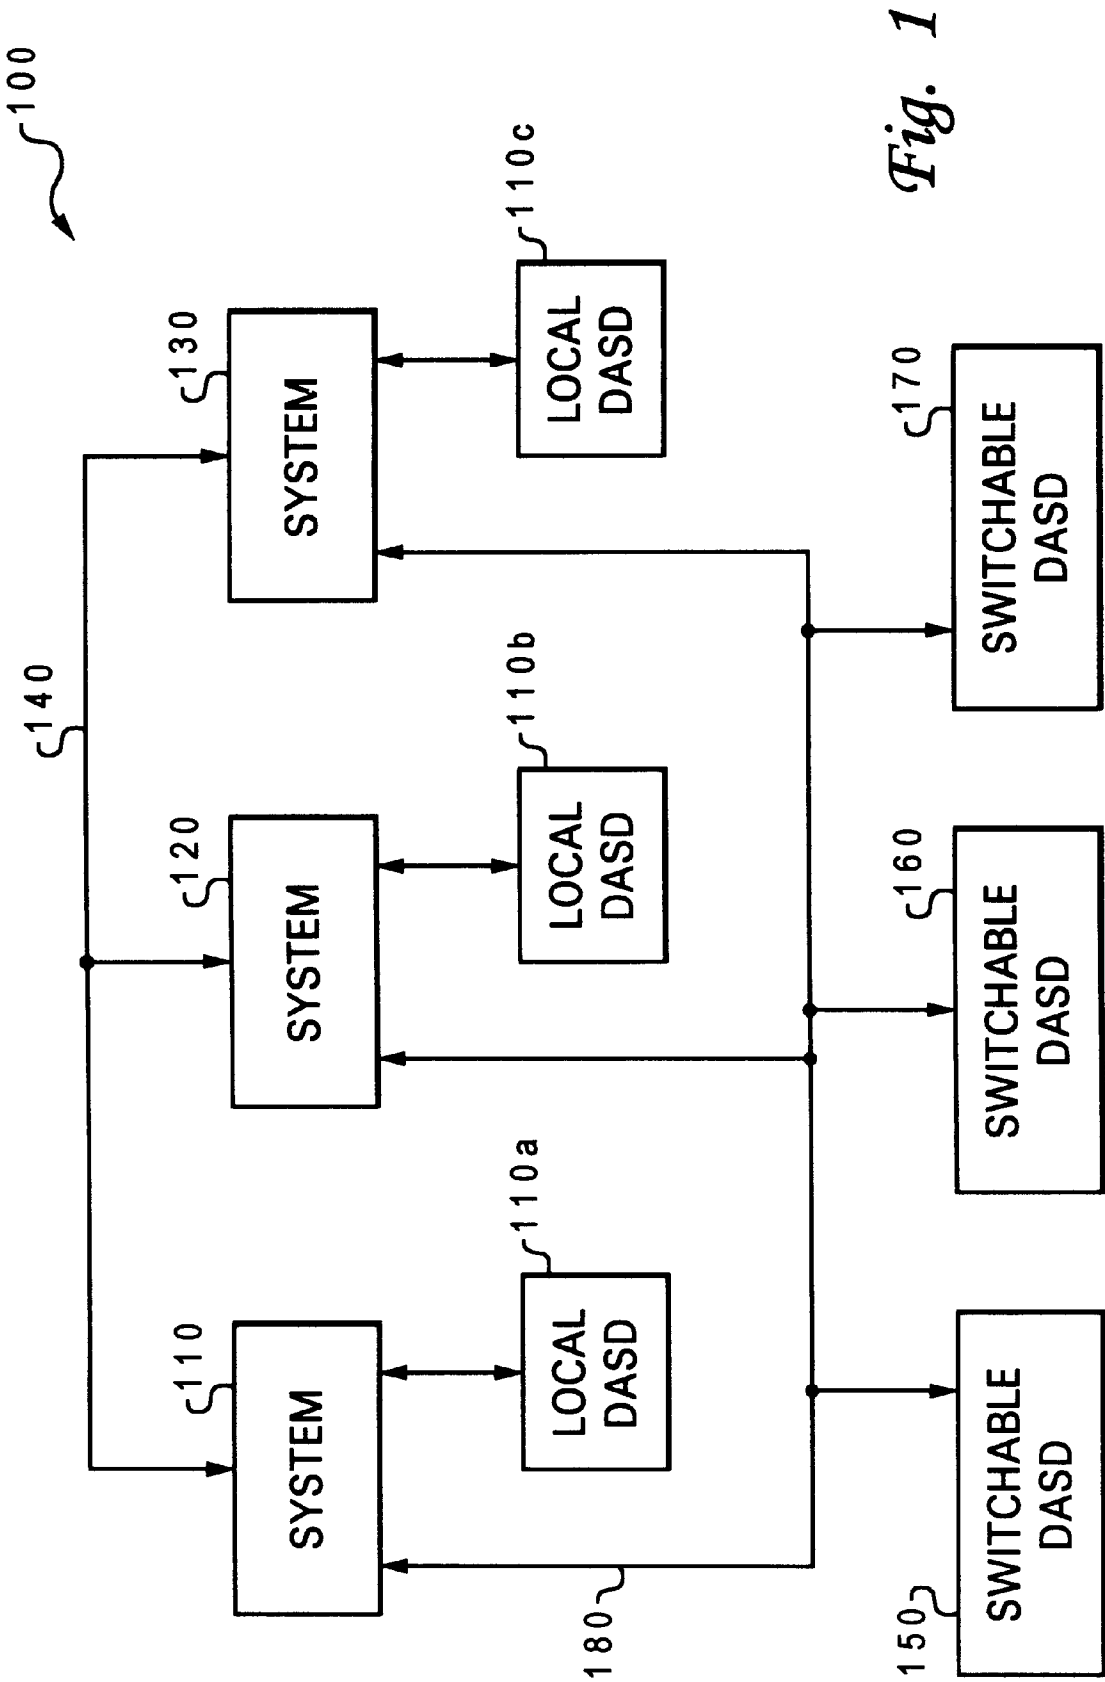 100
140
110
SYSTEM
120
SYSTEM
130
SYSTEM
110a
LOCAL
DASD
110b
LOCAL
DASD
110c
LOCAL
DASD
180
150
SWITCHABLE
DASD
160
SWITCHABLE
DASD
170
SWITCHABLE
DASD
Fig. 1